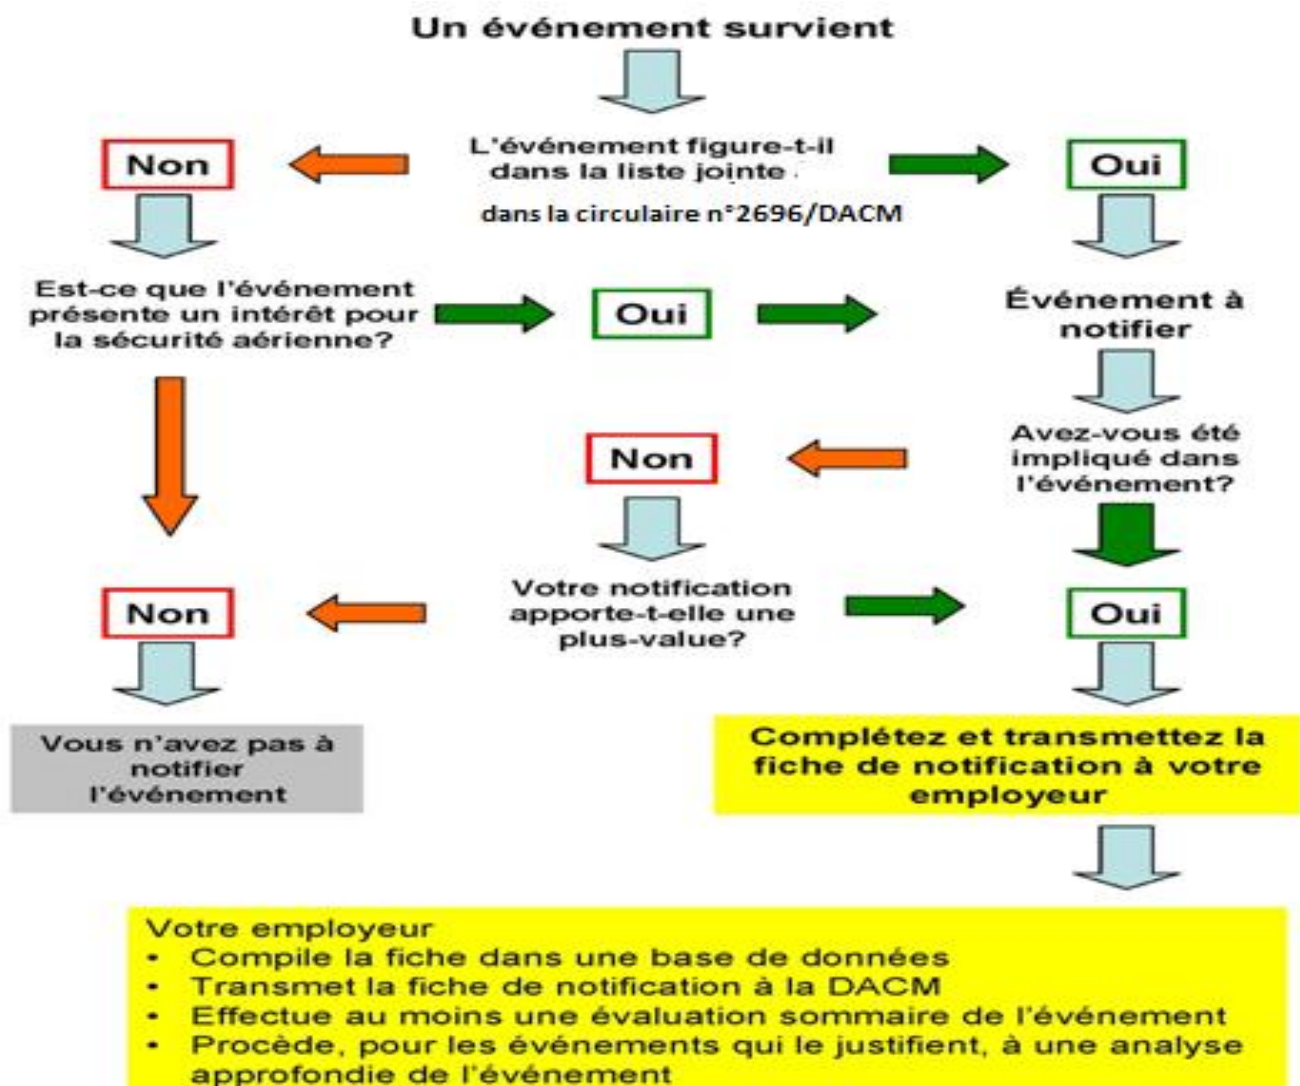 Un événement survient
Non
L'événement figure-t-il
dans la liste jointe
dans la circulaire n°2696/DACM
Oui
Est-ce que l'événement
présente un intérêt pour
la sécurité aérienne?
Oui
Événement à
notifier
Non
Avez-vous été
impliqué dans
l'événement?
Non
Votre notification
apporte-t-elle une
plus-value?
Oui
Vous n'avez pas à
notifier
l'événement
Complétez et transmettez la
fiche de notification à votre
employeur
Votre employeur
• Compile la fiche dans une base de données
• Transmet la fiche de notification à la DACM
• Effectue au moins une évaluation sommaire de l'événement
• Procède, pour les événements qui le justifient, à une analyse
approfondie de l'événement